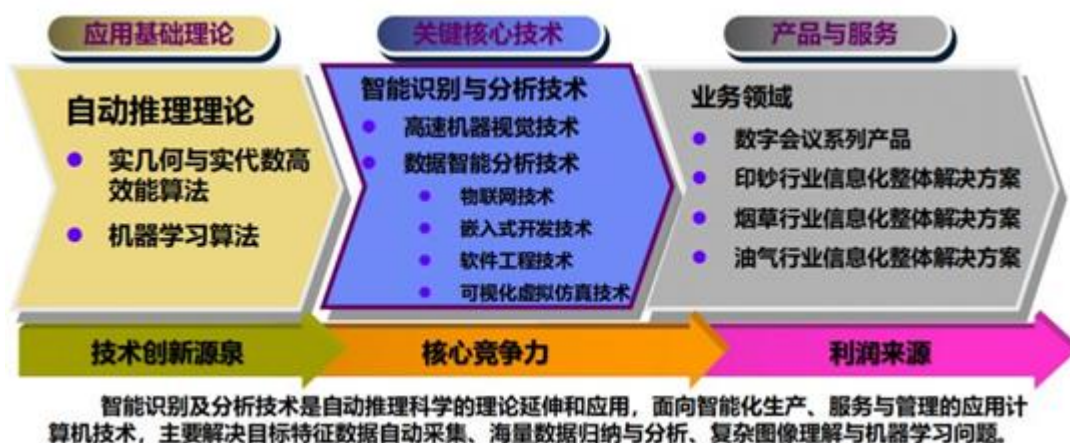 应用基础理论
关键核心技术
产品与服务
自动推理理论
实几何与实代数高
效能算法
机器学习算法
智能识别与分析技术
高速机器视觉技术
数据智能分析技术
物联网技术
嵌入式开发技术
软件工程技术
可视化虚拟仿真技术
业务领域
数字会议系列产品
印钞行业信息化整体解决方案
烟草行业信息化整体解决方案
油气行业信息化整体解决方案
技术创新源泉
核心竞争力
利润来源
智能识别及分析技术是自动推理科学的理论延伸和应用，面向智能化生产、服务与管理的应用计
算机技术，主要解决目标特征数据自动采集、海量数据归纳与分析、复杂图像理解与机器学习问题。